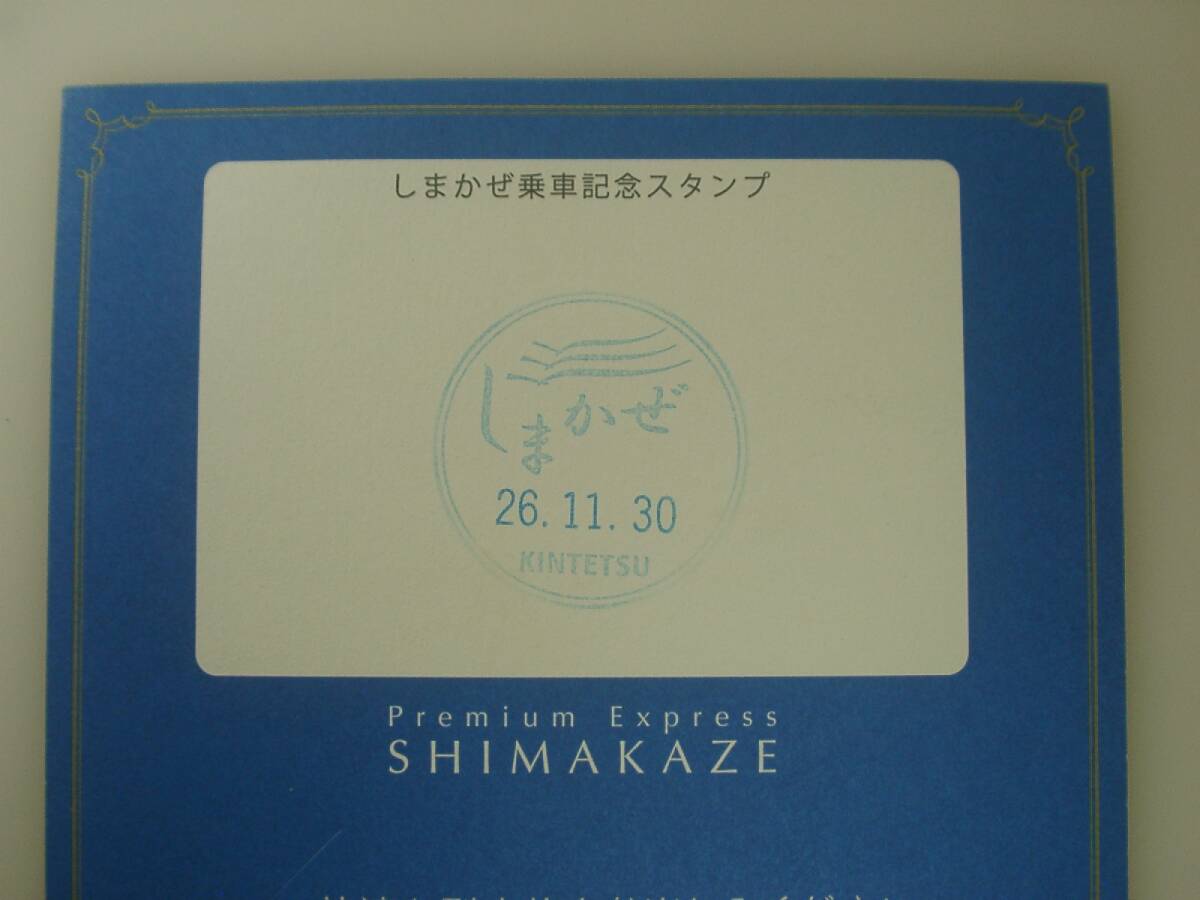 しまかぜ乗車記念スタンプ
しまかぜ
26.11.30
KINTETSU
Premium Express
SHIMAKAZE